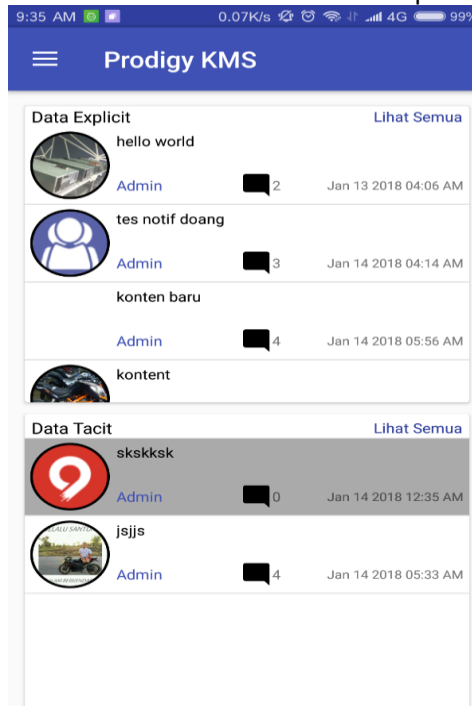 9:35 AM 0.07K/s 4G 99%
Prodigy KMS
Data Explicit Lihat Semua
hello world
Admin 2 Jan 13 2018 04:06 AM
tes notif doang
Admin 3 Jan 14 2018 04:14 AM
konten baru
Admin 4 Jan 14 2018 05:56 AM
kontent
Data Tacit Lihat Semua
skskksk
Admin 0 Jan 14 2018 12:35 AM
jsjjs
Admin 4 Jan 14 2018 05:33 AM